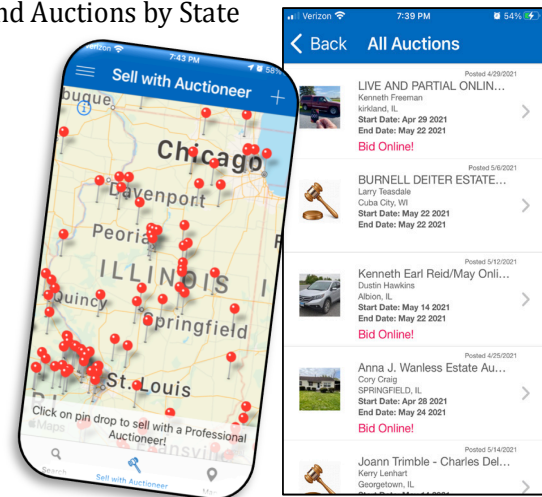 nd Auctions by State
Verizon
7:43 PM
58%
Sell with Auctioneer
buque
Chicago
Davenport
Peoria
ILLINOIS
Quincy
Springfield
St. Louis
Click on pin drop to sell with a Professional
Auctioneer!
Maps
Evansville
Search
Sell with Auctioneer
Verizon
7:39 PM
54%
Back
All Auctions
Posted 4/29/2021
LIVE AND PARTIAL ONLIN...
Kenneth Freeman
kirkland, IL
Start Date: Apr 29 2021
End Date: May 22 2021
Bid Online!
Posted 5/6/2021
BURNELL DEITER ESTATE...
Larry Teasdale
Cuba City, WI
Start Date: May 22 2021
End Date: May 22 2021
Posted 5/12/2021
Kenneth Earl Reid/May Onli...
Dustin Hawkins
Albion, IL
Start Date: May 14 2021
End Date: May 22 2021
Bid Online!
Posted 4/25/2021
Anna J. Wanless Estate Au...
Cory Craig
SPRINGFIELD, IL
Start Date: Apr 28 2021
End Date: May 24 2021
Bid Online!
Posted 5/14/2021
Joann Trimble - Charles Del...
Kerry Lenhart
Georgetown, IL